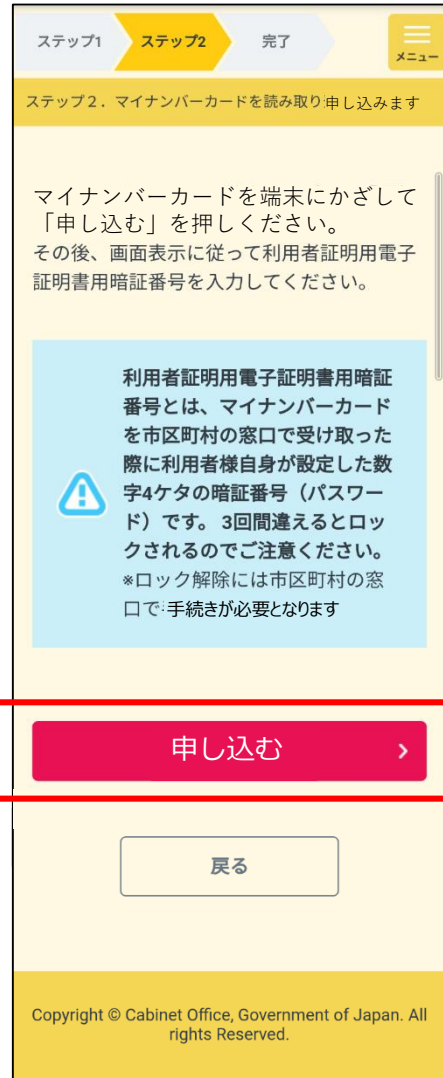 ステップ1 ステップ2 完了
メニュー
ステップ２．マイナンバーカードを読み取り申し込みます
マイナンバーカードを端末にかざして
「申し込む」を押しください。
その後、画面表示に従って利用者証明用電子
証明書用暗証番号を入力してください。
利用者証明用電子証明書用暗証
番号とは、マイナンバーカード
を市区町村の窓口で受け取った
際に利用者様自身が設定した数
字4ケタの暗証番号（パスワー
ド）です。 3回間違えるとロッ
クされるのでご注意ください。
※ロック解除には市区町村の窓
口で手続きが必要となります
申し込む
戻る
Copyright © Cabinet Office, Government of Japan. All
rights Reserved.